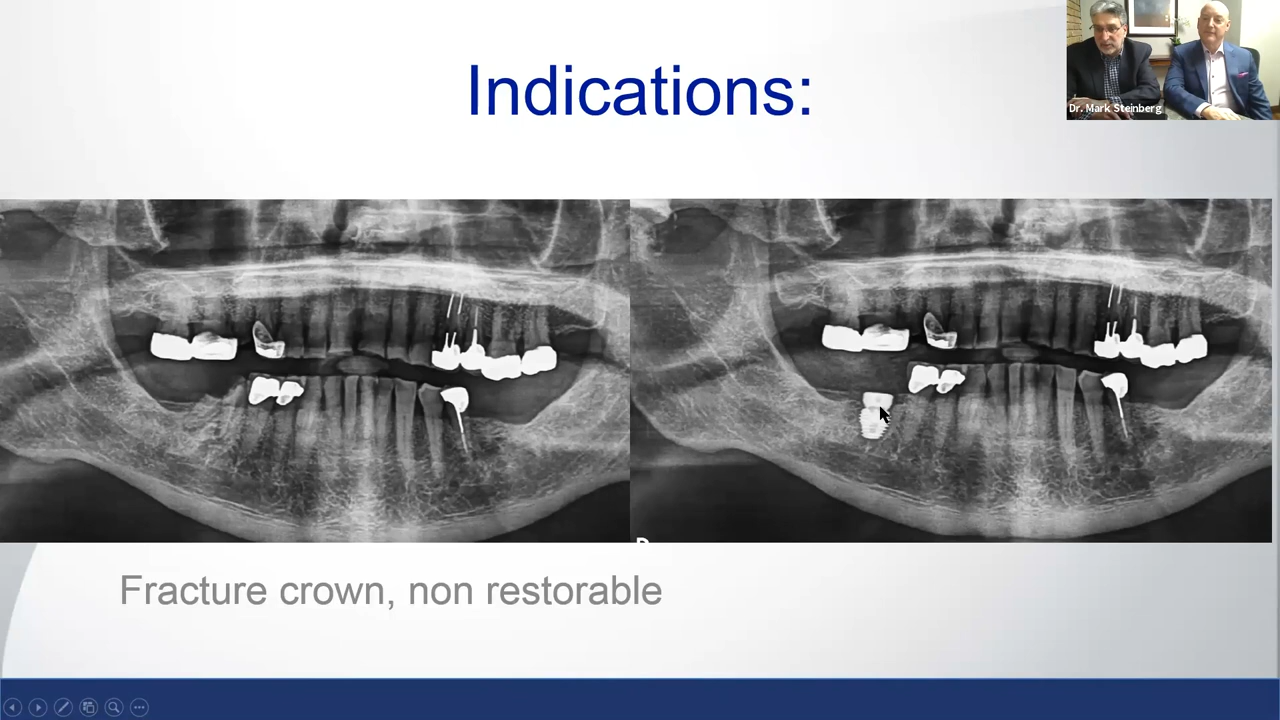 Dr. Mark Steinberg
Indications:
Fracture crown, non restorable